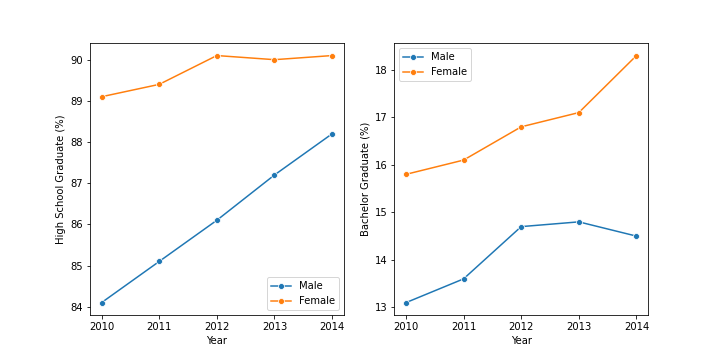 High School Graduate (%)
90
89
88
87
86
85
84
Male
Female
2010 2011 2012 2013 2014
Year
Bachelor Graduate (%)
18
17
16
15
14
13
Male
Female
2010 2011 2012 2013 2014
Year